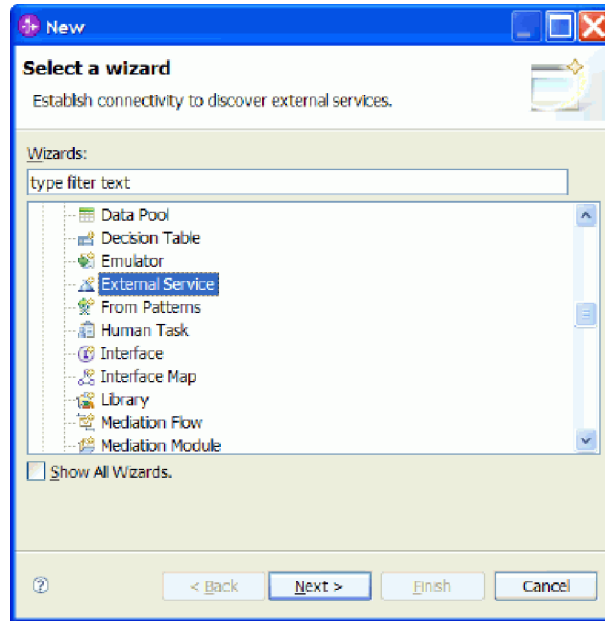 New
Select a wizard
Establish connectivity to discover external services.
Wizards:
type filter text
Data Pool
Decision Table
Emulator
External Service
From Patterns
Human Task
Interface
Interface Map
Library
Mediation Flow
Mediation Module
Show All Wizards.
? < Back Next > Finish Cancel